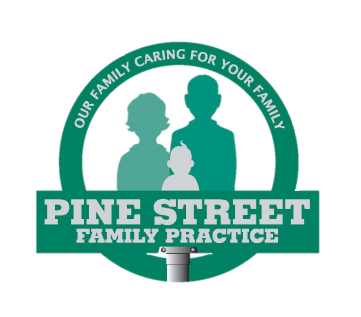 OUR FAMILY CARING FOR YOUR FAMILY
PINE STREET
FAMILY PRACTICE